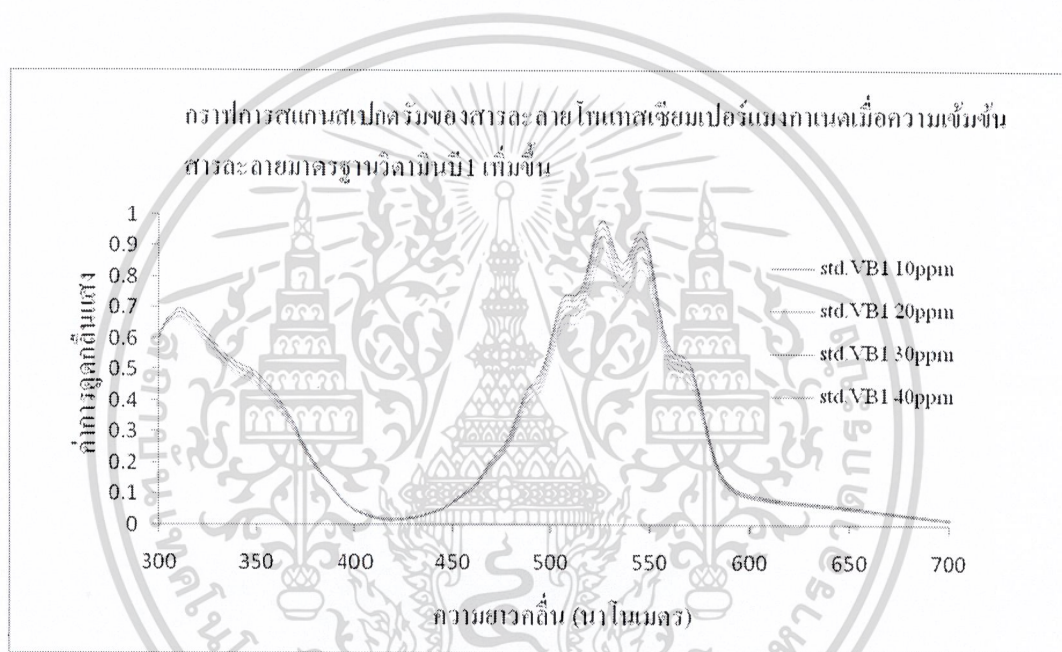 กราฟการสแกนสเปกตรัมของสารละลายโพแทสเซียมเปอร์แมงกาเนตเมื่อความเข้มข้น
สารละลายมาตรฐานวิตามินบี1 เพิ่มขึ้น
ค่าการดูดกลืนแสง
1
0.9
0.8
0.7
0.6
0.5
0.4
0.3
0.2
0.1
0
300 350 400 450 500 550 600 650 700
ความยาวคลื่น (นาโนเมตร)
std.VB1 10ppm
std.VB1 20ppm
std.VB1 30ppm
std.VB1 40ppm